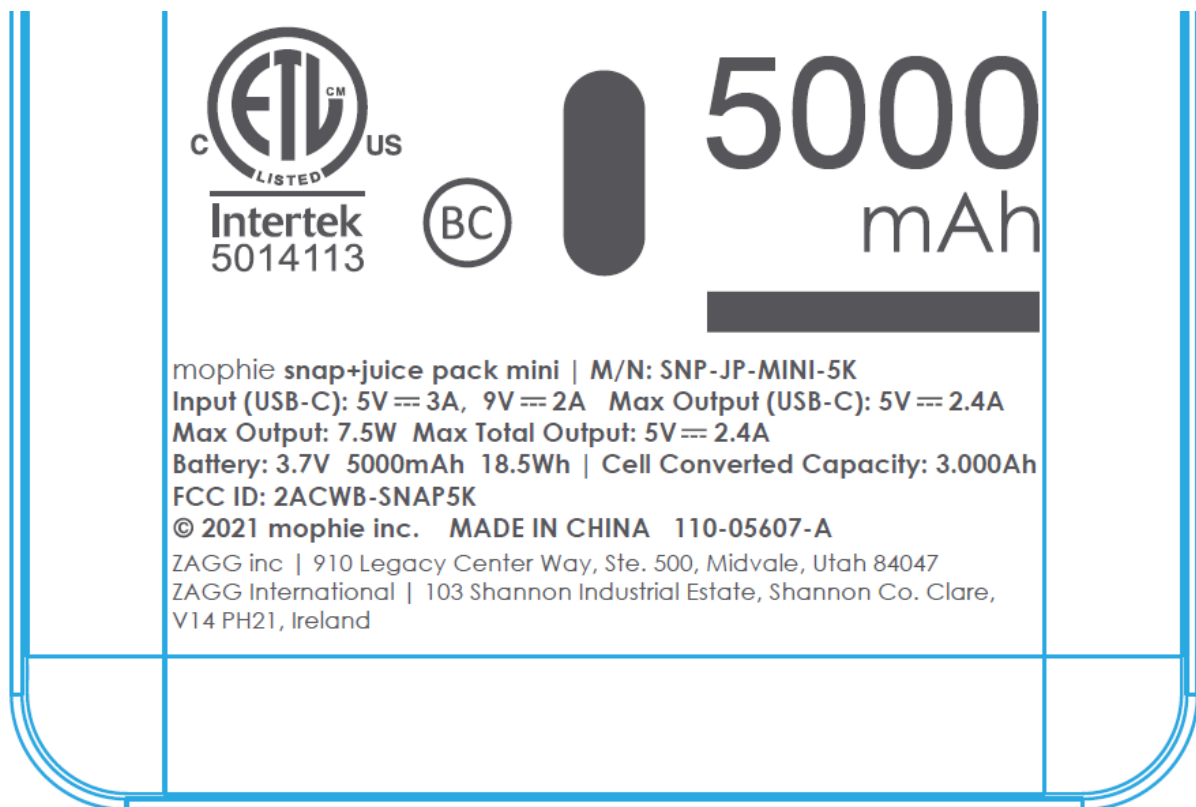 ETL CM
C US
LISTED
Intertek
5014113
BC
5000
mAh
mophie snap+juice pack mini | M/N: SNP-JP-MINI-5K
Input (USB-C): 5V ⎓ 3A, 9V ⎓ 2A Max Output (USB-C): 5V ⎓ 2.4A
Max Output: 7.5W Max Total Output: 5V ⎓ 2.4A
Battery: 3.7V 5000mAh 18.5Wh | Cell Converted Capacity: 3.000Ah
FCC ID: 2ACWB-SNAP5K
© 2021 mophie inc. MADE IN CHINA 110-05607-A
ZAGG inc | 910 Legacy Center Way, Ste. 500, Midvale, Utah 84047
ZAGG International | 103 Shannon Industrial Estate, Shannon Co. Clare,
V14 PH21, Ireland